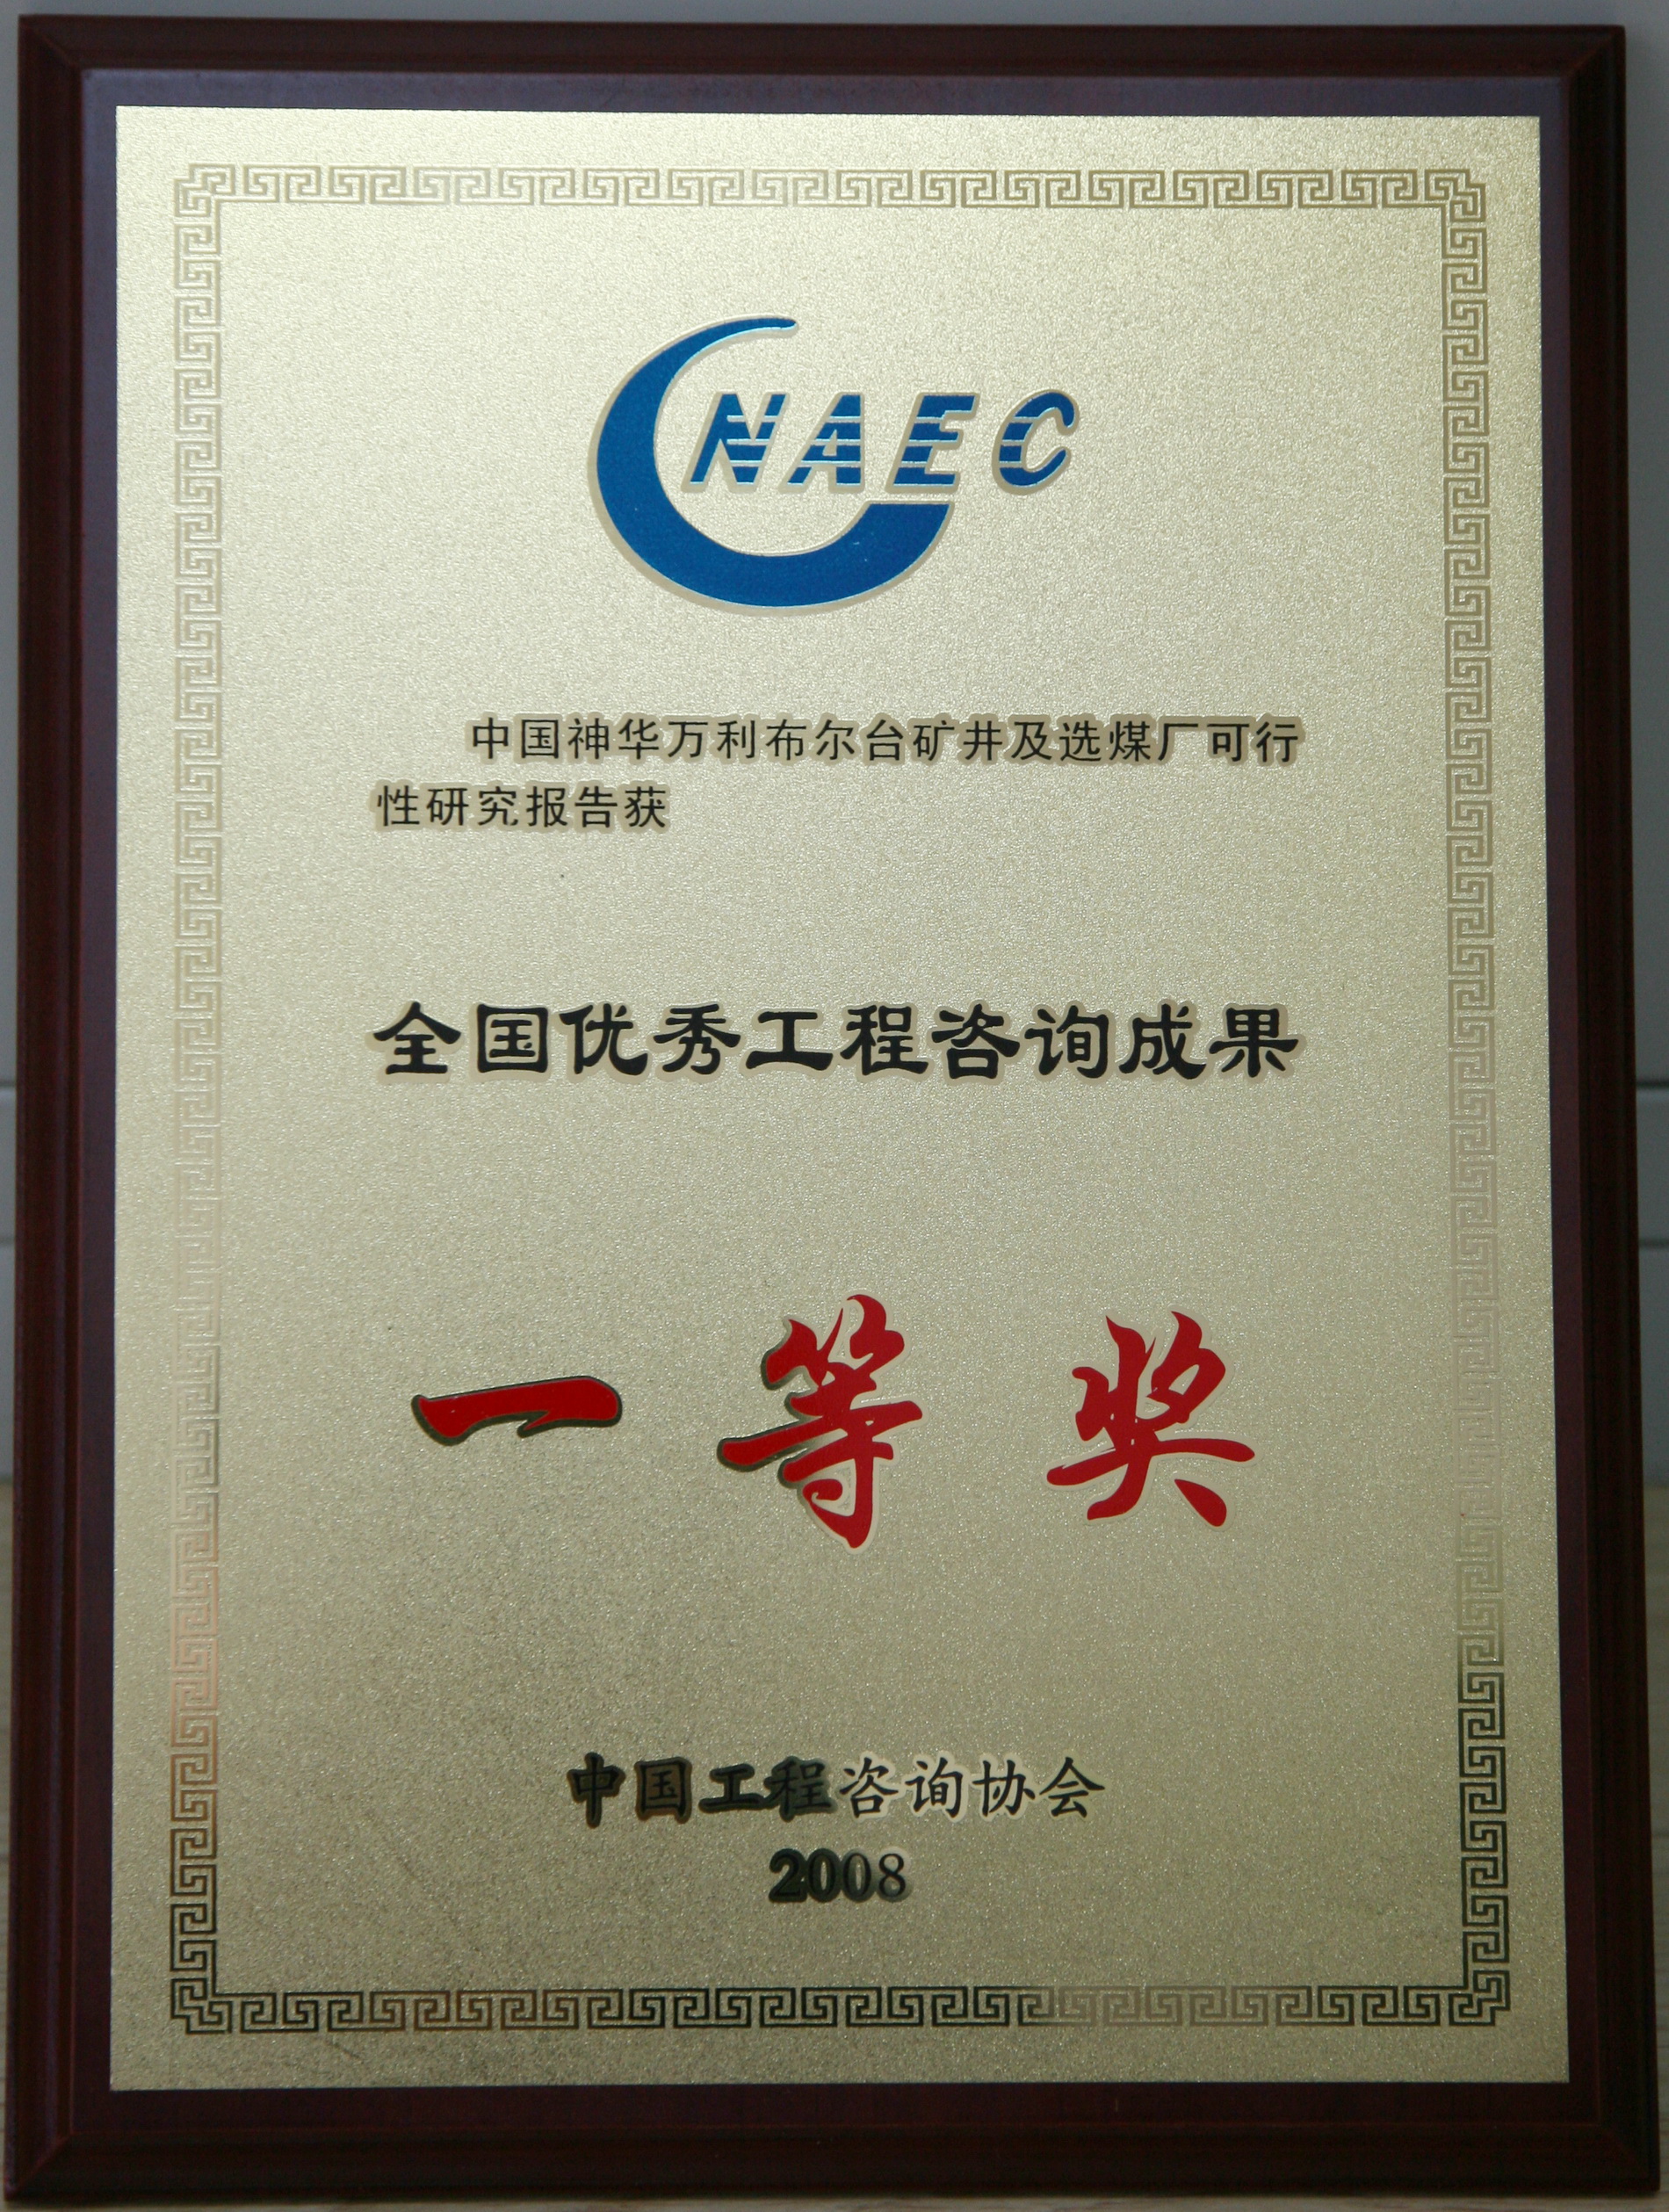 CNAEC
中国神华万利布尔台矿井及选煤厂可行
性研究报告获
全国优秀工程咨询成果
一等奖
中国工程咨询协会
2008